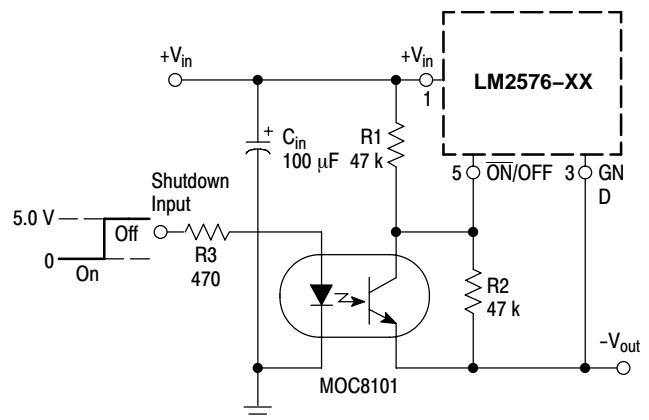 +Vin
+Vin
1
LM2576–XX
+
Cin
100 μF
R1
47 k
5
ON/OFF
3
GN
D
Shutdown
Input
5.0 V
Off
0
On
R3
470
R2
47 k
MOC8101
–Vout